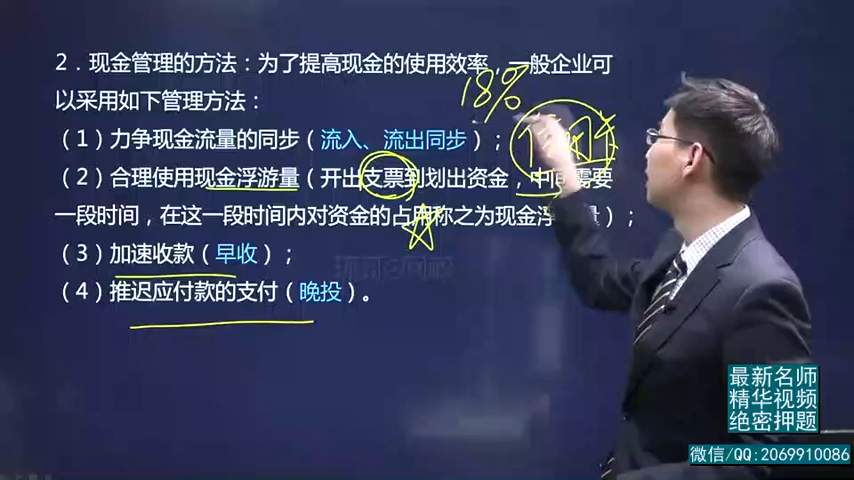 2．现金管理的方法：为了提高现金的使用效率，一般企业可
以采用如下管理方法：
18%
（1）力争现金流量的同步（流入、流出同步）；
（2）合理使用现金浮游量（开出支票到划出资金，中间需要
一段时间，在这一段时间内对资金的占用称之为现金浮 量）；
（3）加速收款（早收）；
（4）推迟应付款的支付（晚投）。
最新名师
精华视频
绝密押题
微信/QQ:2069910086